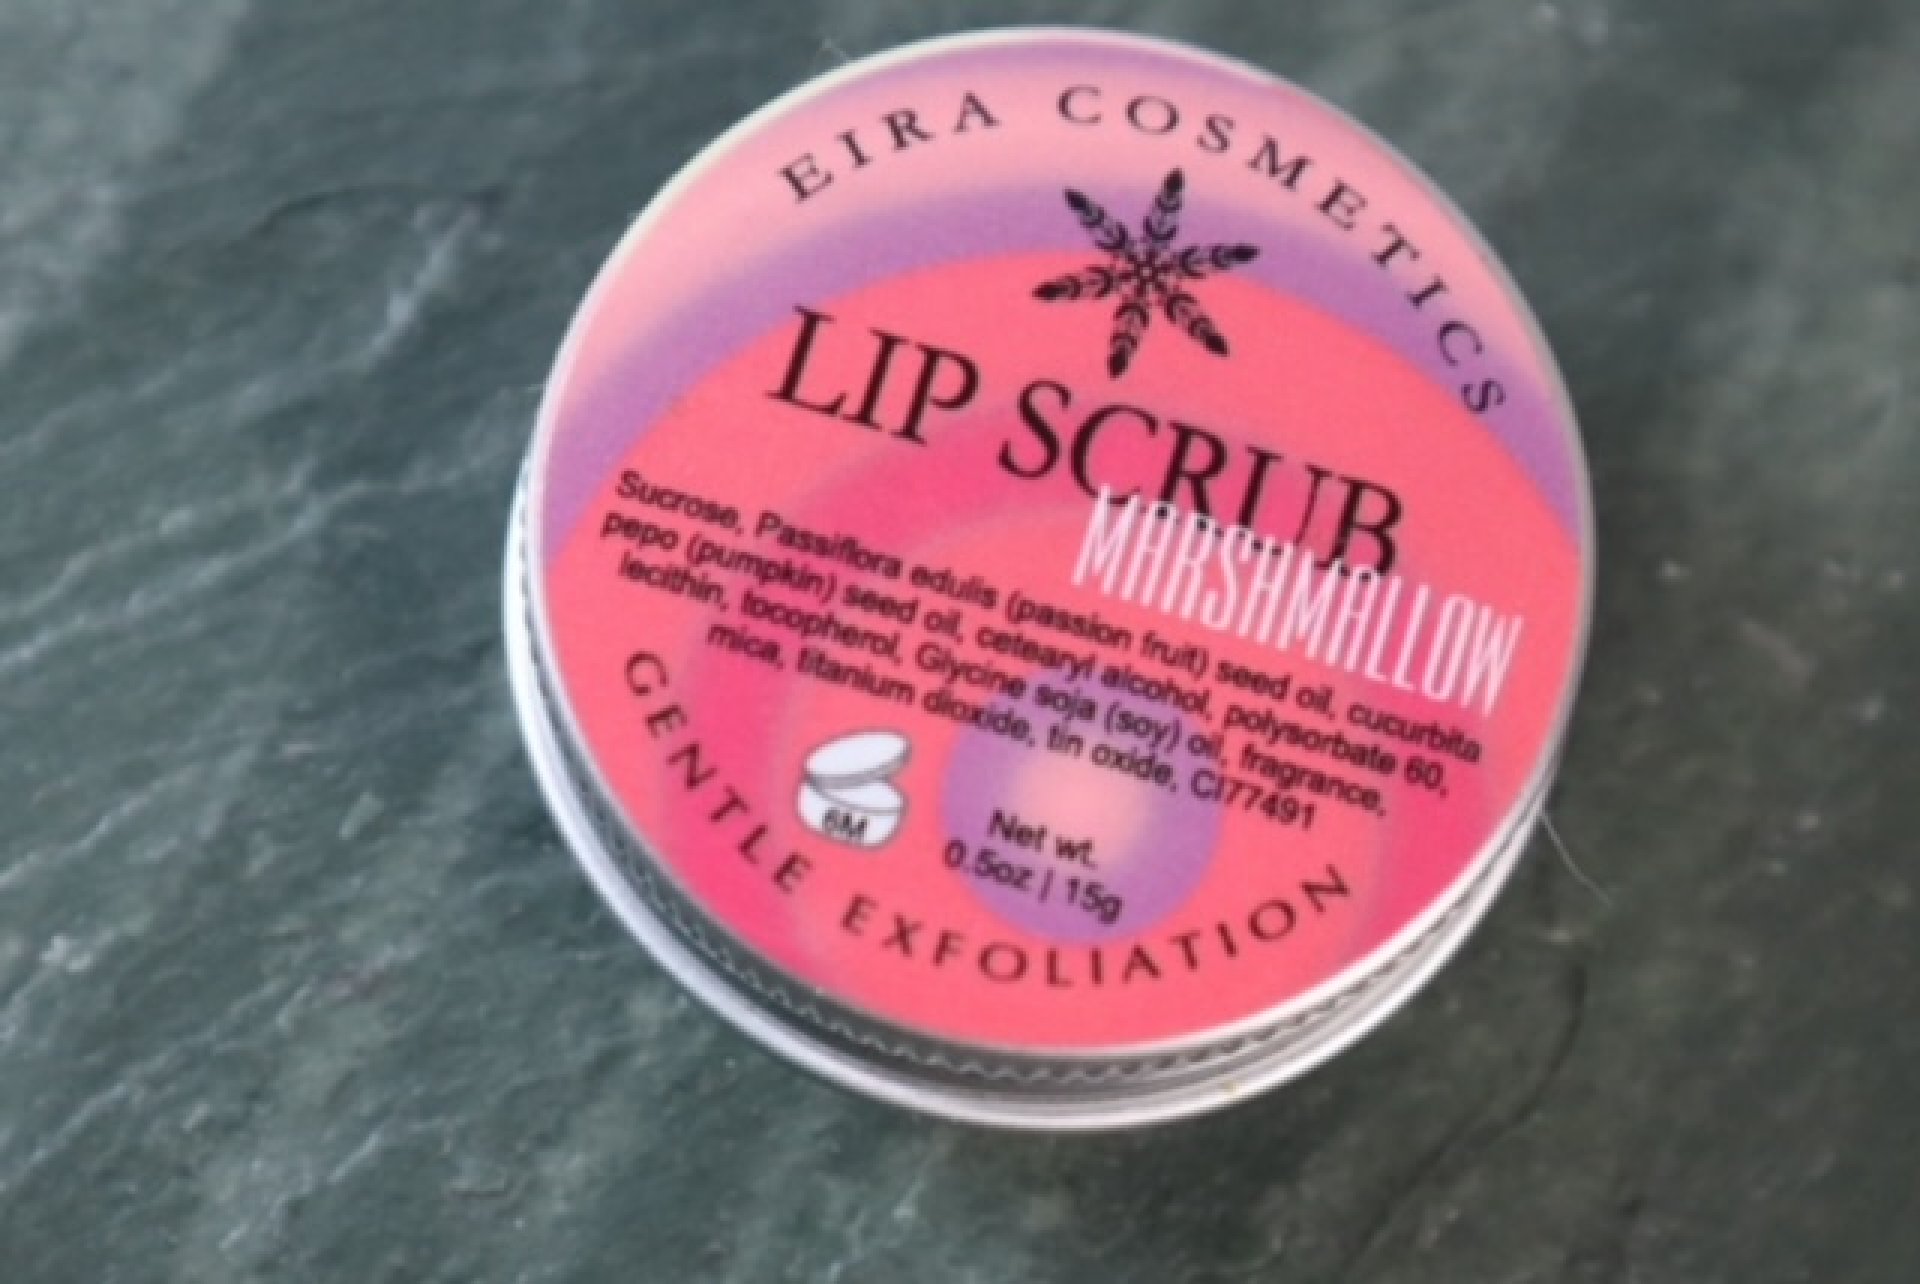 EIRA COSMETICS
LIP SCRUB
MARSHMALLOW
Sucrose, Passiflora edulis (passion fruit) seed oil, cucurbita
pepo (pumpkin) seed oil, cetearyl alcohol, polysorbate 60,
lecithin, tocopherol, Glycine soja (soy) oil, fragrance,
mica, titanium dioxide, tin oxide, CI77491
6M
Net wt.
0.5oz | 15g
GENTLE EXFOLIATION